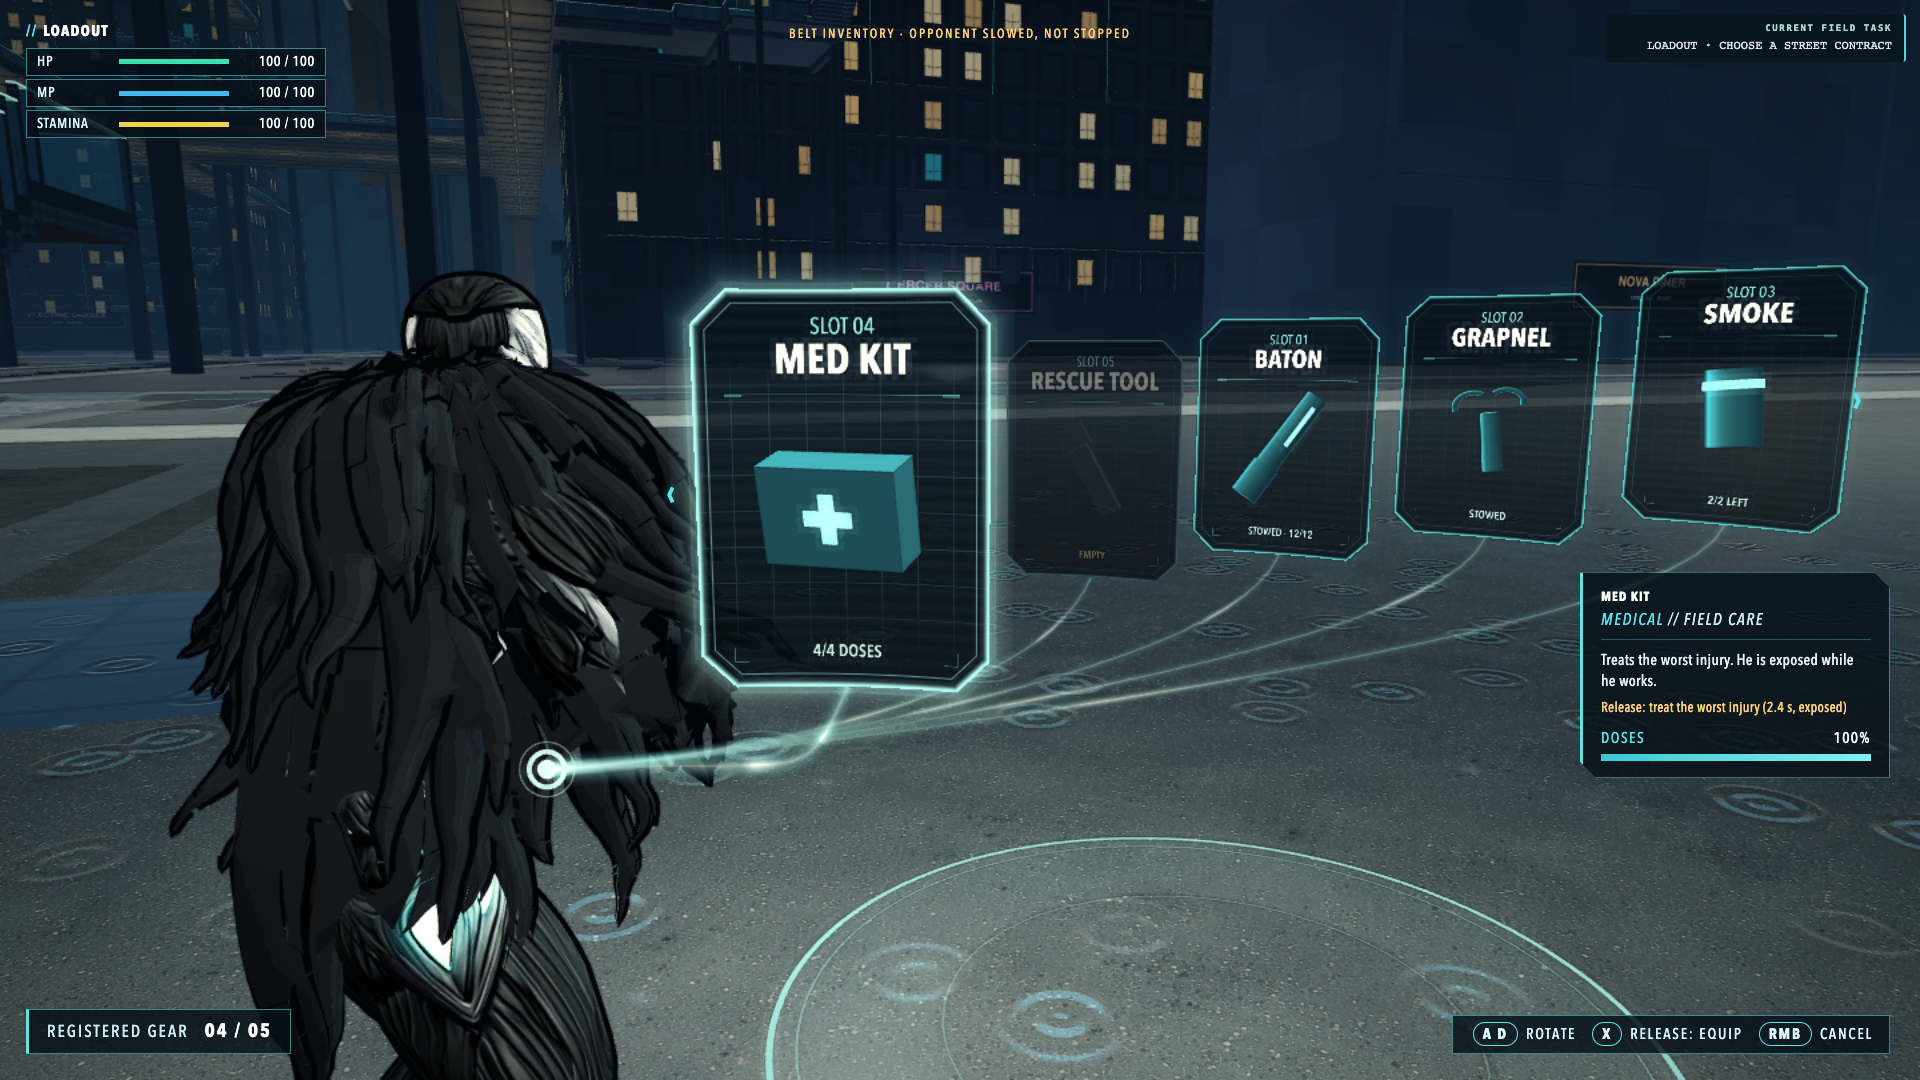 // LOADOUT
HP 100 / 100
MP 100 / 100
STAMINA 100 / 100
BELT INVENTORY · OPPONENT SLOWED, NOT STOPPED
CURRENT FIELD TASK
LOADOUT · CHOOSE A STREET CONTRACT
SQUARE
NOVA DINER
SLOT 04
MED KIT
4/4 DOSES
SLOT 05
RESCUE TOOL
EMPTY
SLOT 01
BATON
STOWED · 12/12
SLOT 02
GRAPNEL
STOWED
SLOT 03
SMOKE
2/2 LEFT
MED KIT
MEDICAL // FIELD CARE
Treats the worst injury. He is exposed while
he works.
Release: treat the worst injury (2.4 s, exposed)
DOSES 100%
REGISTERED GEAR 04 / 05
A D ROTATE X RELEASE: EQUIP RMB CANCEL